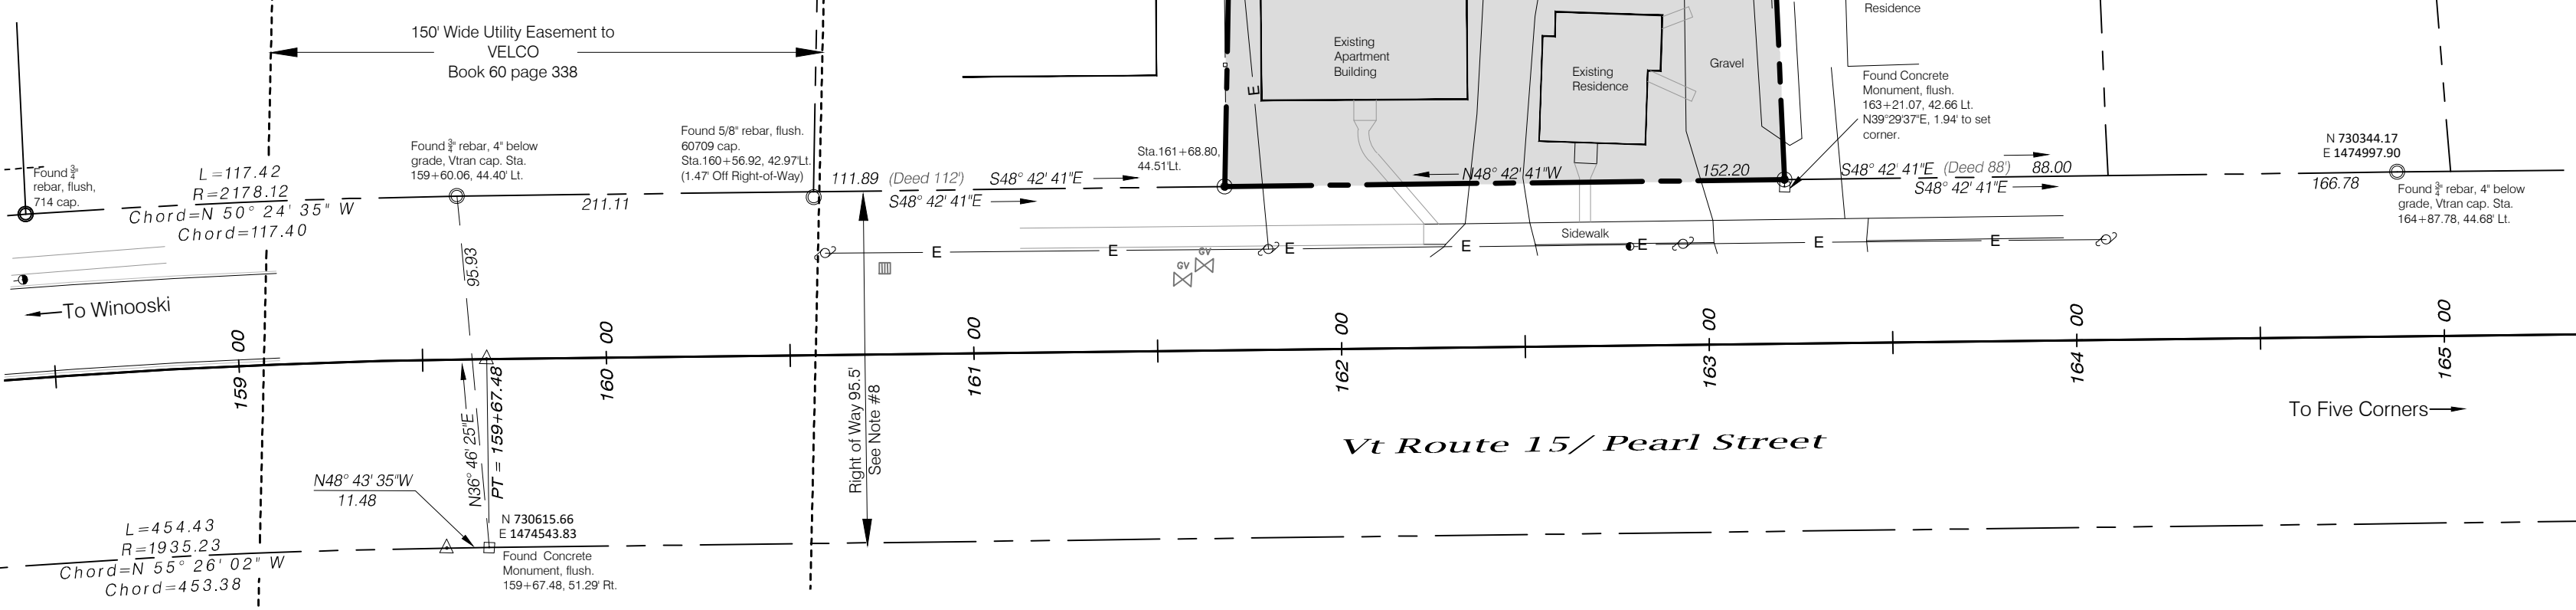 150' Wide Utility Easement to
VELCO
Book 60 page 338
Existing
Apartment
Building
Existing
Residence
Gravel
Residence
E
Found Concrete
Monument, flush.
163+21.07, 42.66 Lt.
N39°29'37"E, 1.94' to set
corner.
Found 3/4" rebar, 4" below
grade, Vtran cap. Sta.
159+60.06, 44.40' Lt.
Found 5/8" rebar, flush.
60709 cap.
Sta.160+56.92, 42.97'Lt.
(1.47' Off Right-of-Way)
Sta.161+68.80,
44.51'Lt.
N 730344.17
E 1474997.90
Found 3/4"
rebar, flush,
714 cap.
L=117.42
R=2178.12
Chord=N 50° 24' 35" W
Chord=117.40
211.11
111.89 (Deed 112') S48° 42' 41"E
S48° 42' 41"E
N48° 42' 41"W
152.20
S48° 42' 41"E (Deed 88') 88.00
S48° 42' 41"E
166.78
Found 3/4" rebar, 4" below
grade, Vtran cap. Sta.
164+87.78, 44.68' Lt.
Sidewalk
E E E E E E E
GV
GV
95.93
To Winooski
159 00
160 00
161 00
162 00
163 00
164 00
165 00
N36° 46' 25"E
PT = 159+67.48'
Right of Way 95.5'
See Note #8
To Five Corners
Vt Route 15/ Pearl Street
N48° 43' 35"W
11.48
N 730615.66
E 1474543.83
Found Concrete
Monument, flush.
159+67.48, 51.29' Rt.
L=454.43
R=1935.23
Chord=N 55° 26' 02" W
Chord=453.38